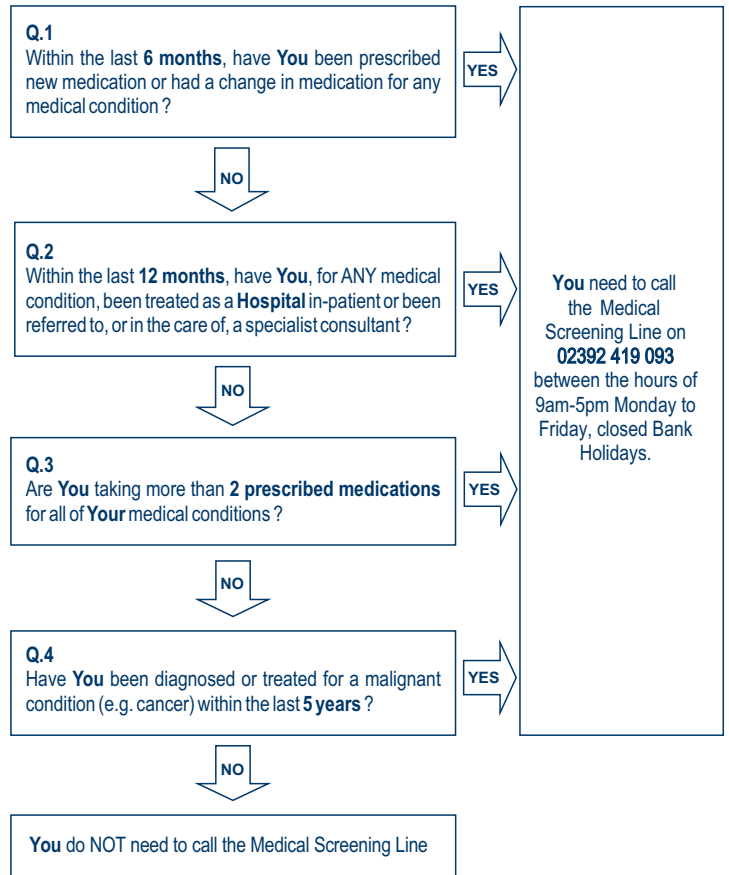 Q.1
Within the last 6 months, have You been prescribed
new medication or had a change in medication for any
medical condition ?
YES
NO
Q.2
Within the last 12 months, have You, for ANY medical
condition, been treated as a Hospital in-patient or been
referred to, or in the care of, a specialist consultant ?
YES
NO
Q.3
Are You taking more than 2 prescribed medications
for all of Your medical conditions ?
YES
NO
Q.4
Have You been diagnosed or treated for a malignant
condition (e.g. cancer) within the last 5 years ?
YES
NO
You do NOT need to call the Medical Screening Line
You need to call
the Medical
Screening Line on
02392 419 093
between the hours of
9am-5pm Monday to
Friday, closed Bank
Holidays.